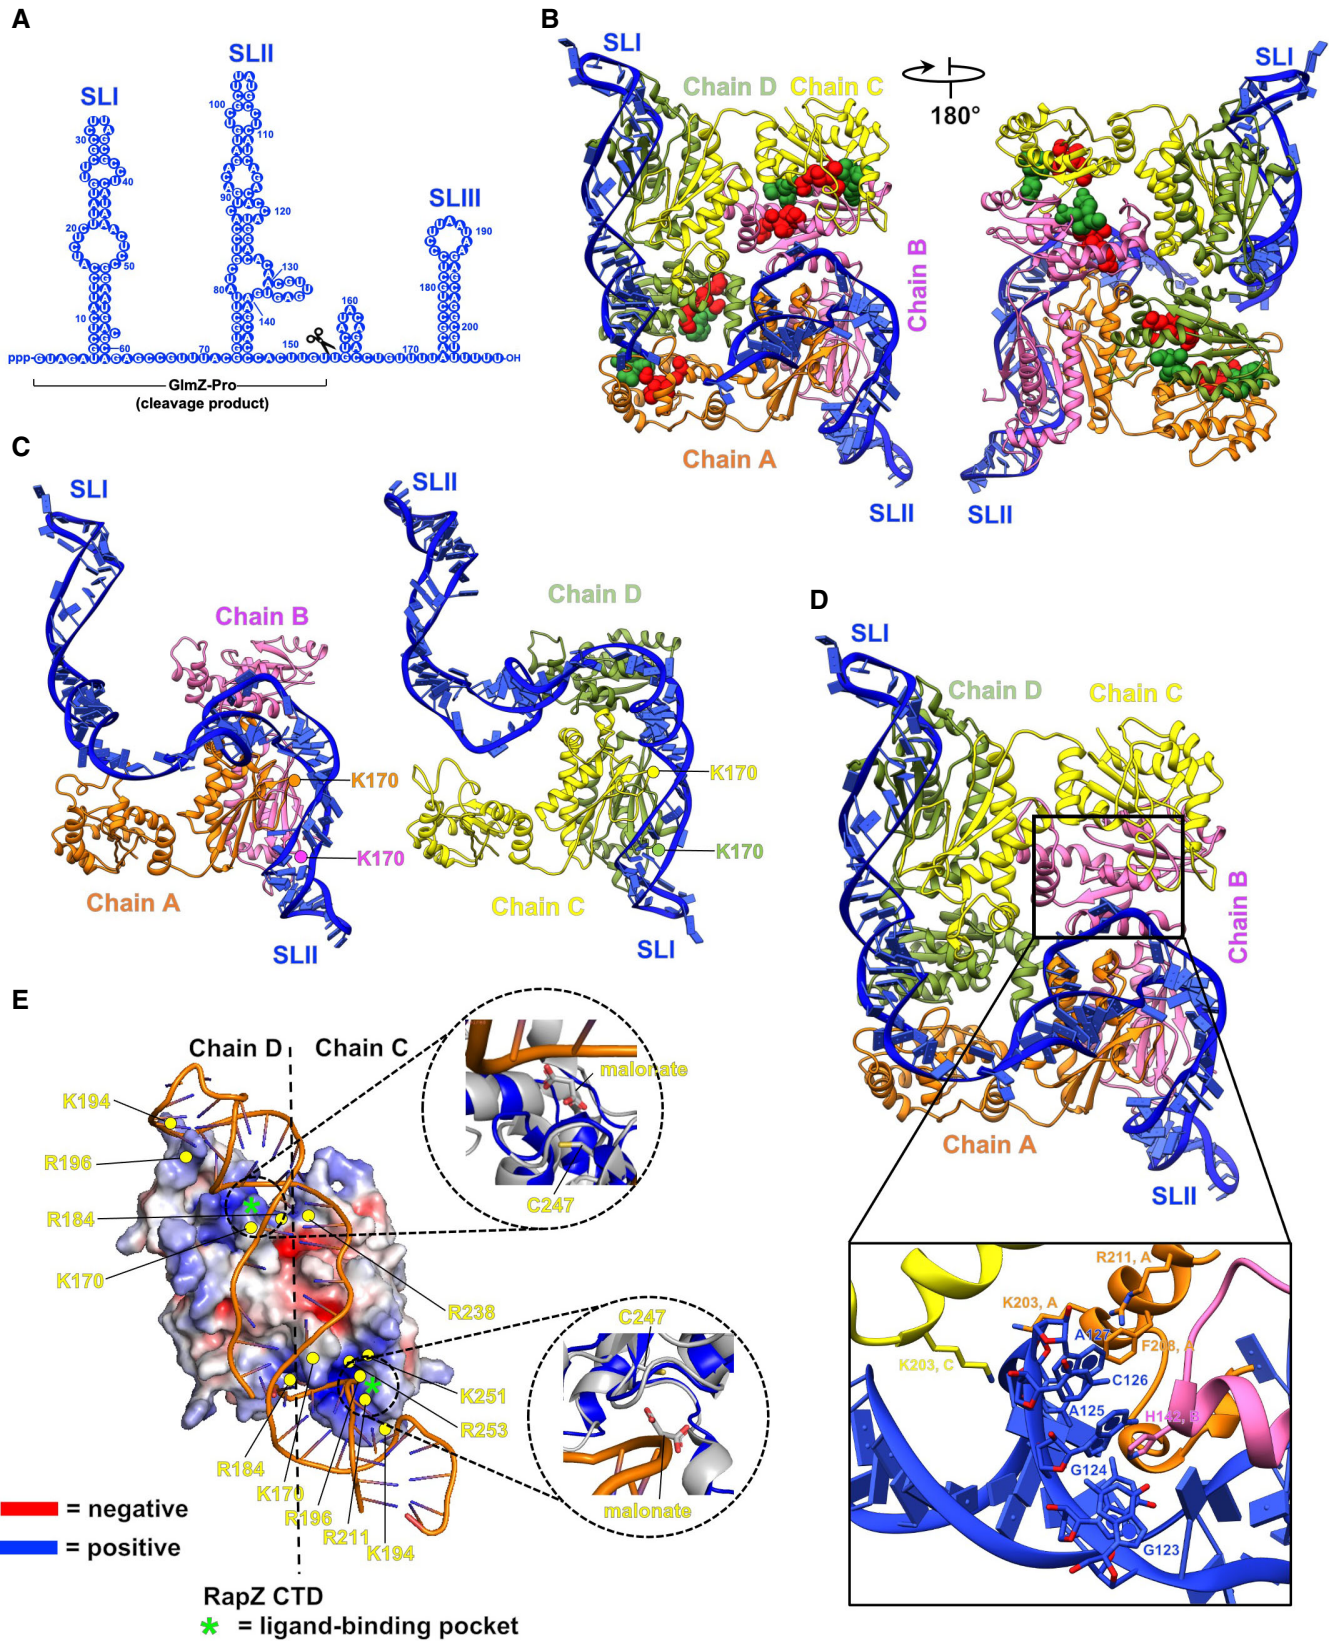 A
SLI
SLII
SLIII
30
40
20
50
10
60
70
100
110
90
120
130
80
140
150
160
170
180
190
200
ppp-GUAGAUAGAGCCGUUUAGGCCAGUUGUUGCCUGUUUUAUUUUU-OH
GlmZ-Pro
(cleavage product)
B
SLI
Chain D
Chain C
180°
SLI
Chain B
Chain A
SLII
SLII
C
SLI
SLII
Chain B
Chain D
K170
K170
K170
K170
Chain A
Chain C
SLII
SLI
D
SLI
Chain D
Chain C
Chain B
Chain A
SLII
R211, A
K203, A
A127
F208, A
K203, C
C126
A125
H142, B
G124
G123
E
Chain D
Chain C
K194
R196
R184
K170
malonate
C247
R238
C247
K251
R253
R184
K170
R196
R211
K194
malonate
= negative
= positive
RapZ CTD
* = ligand-binding pocket